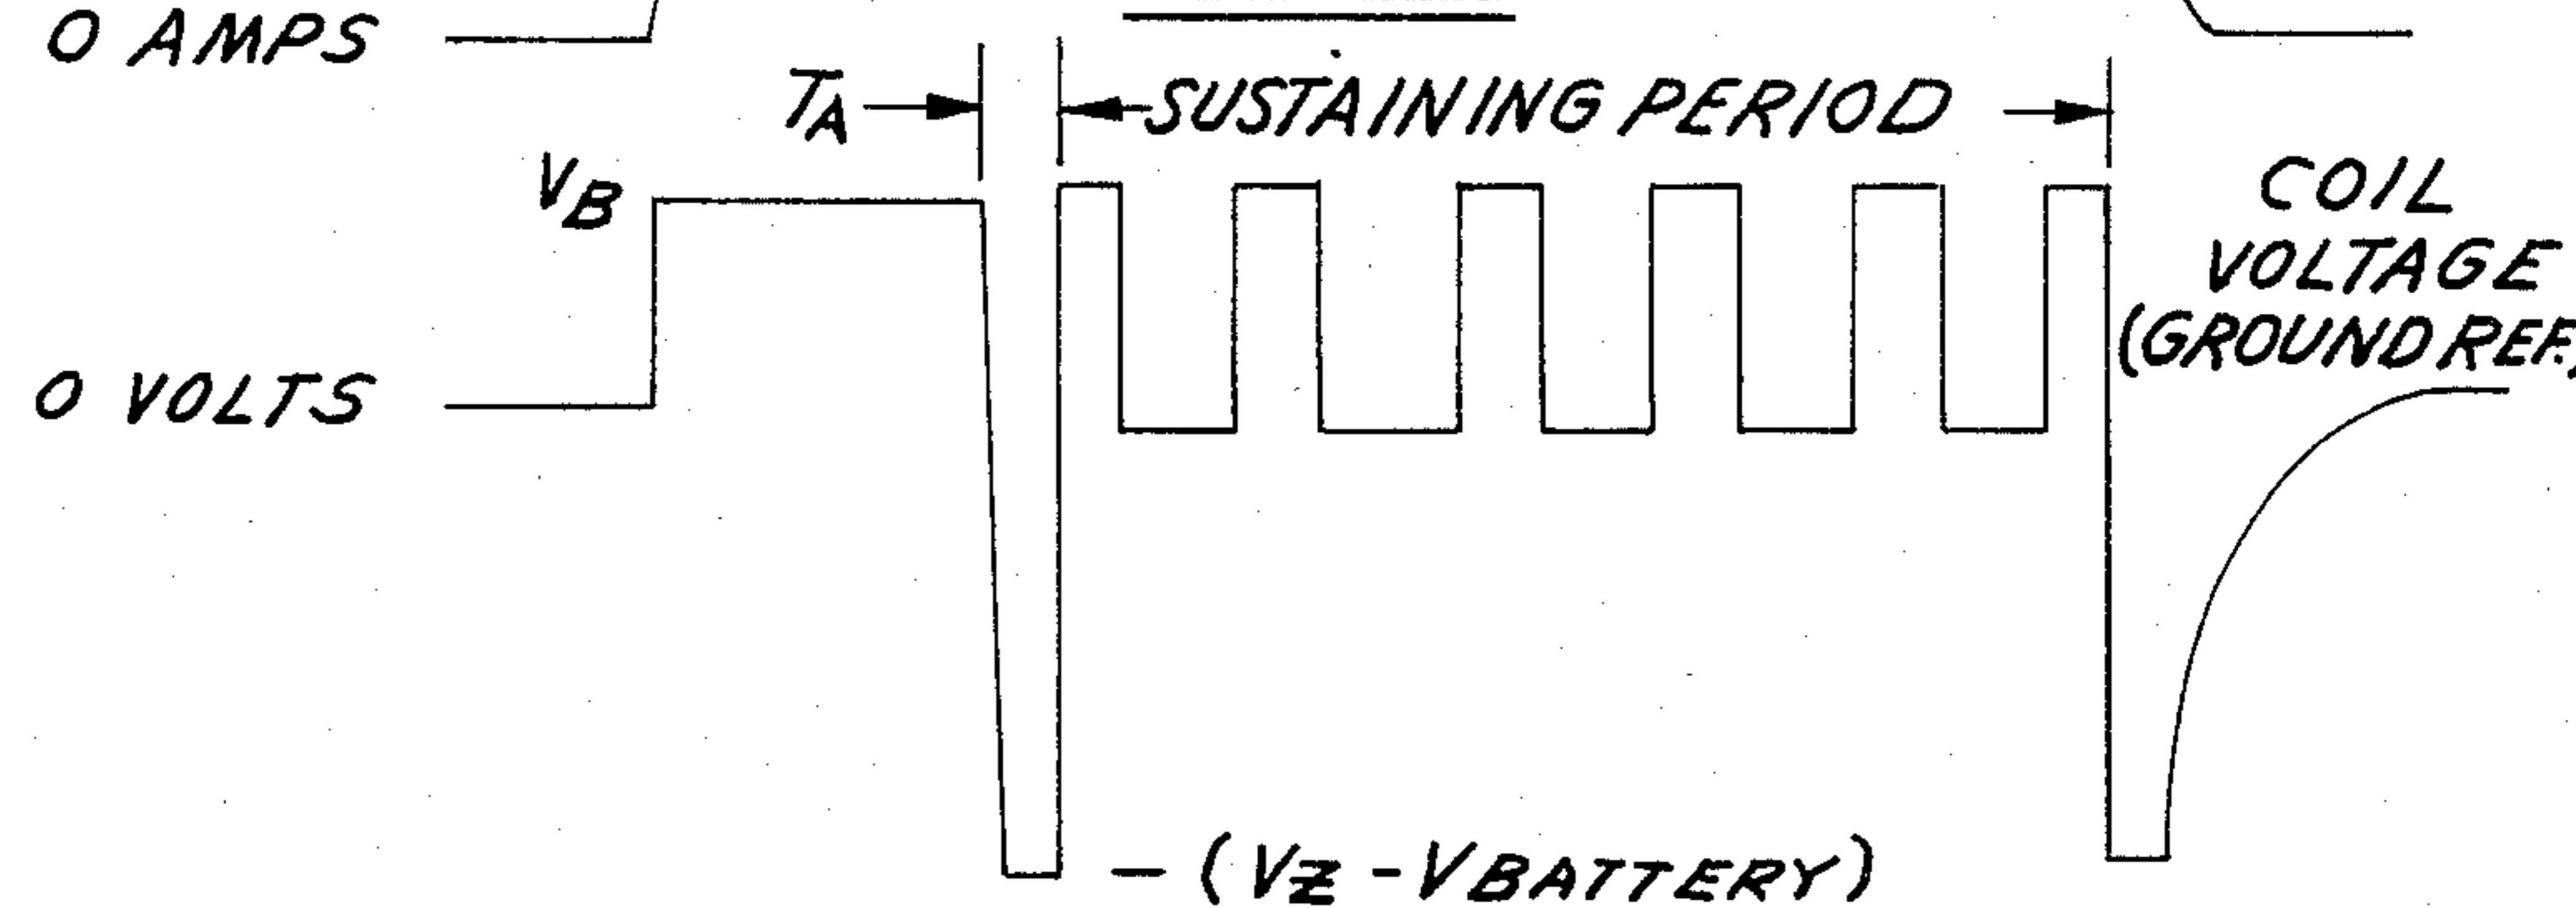 0 AMPS
TA
SUSTAINING PERIOD
VB
COIL
VOLTAGE
(GROUND REF.)
0 VOLTS
- (VZ - VBATTERY)